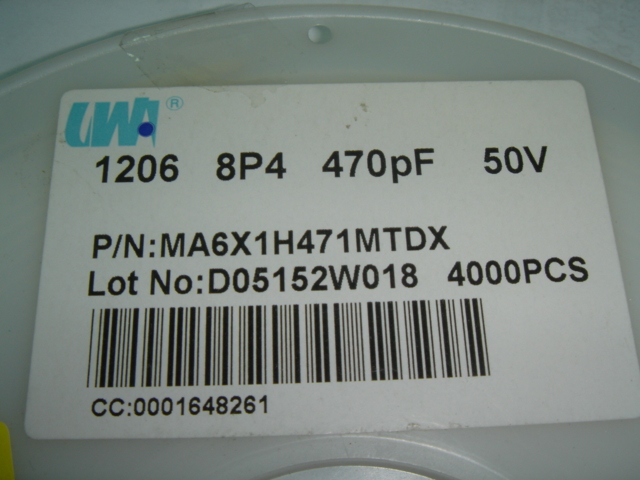 UWA ®
1206 8P4 470pF 50V
P/N:MA6X1H471MTDX
Lot No:D05152W018 4000PCS
CC:0001648261